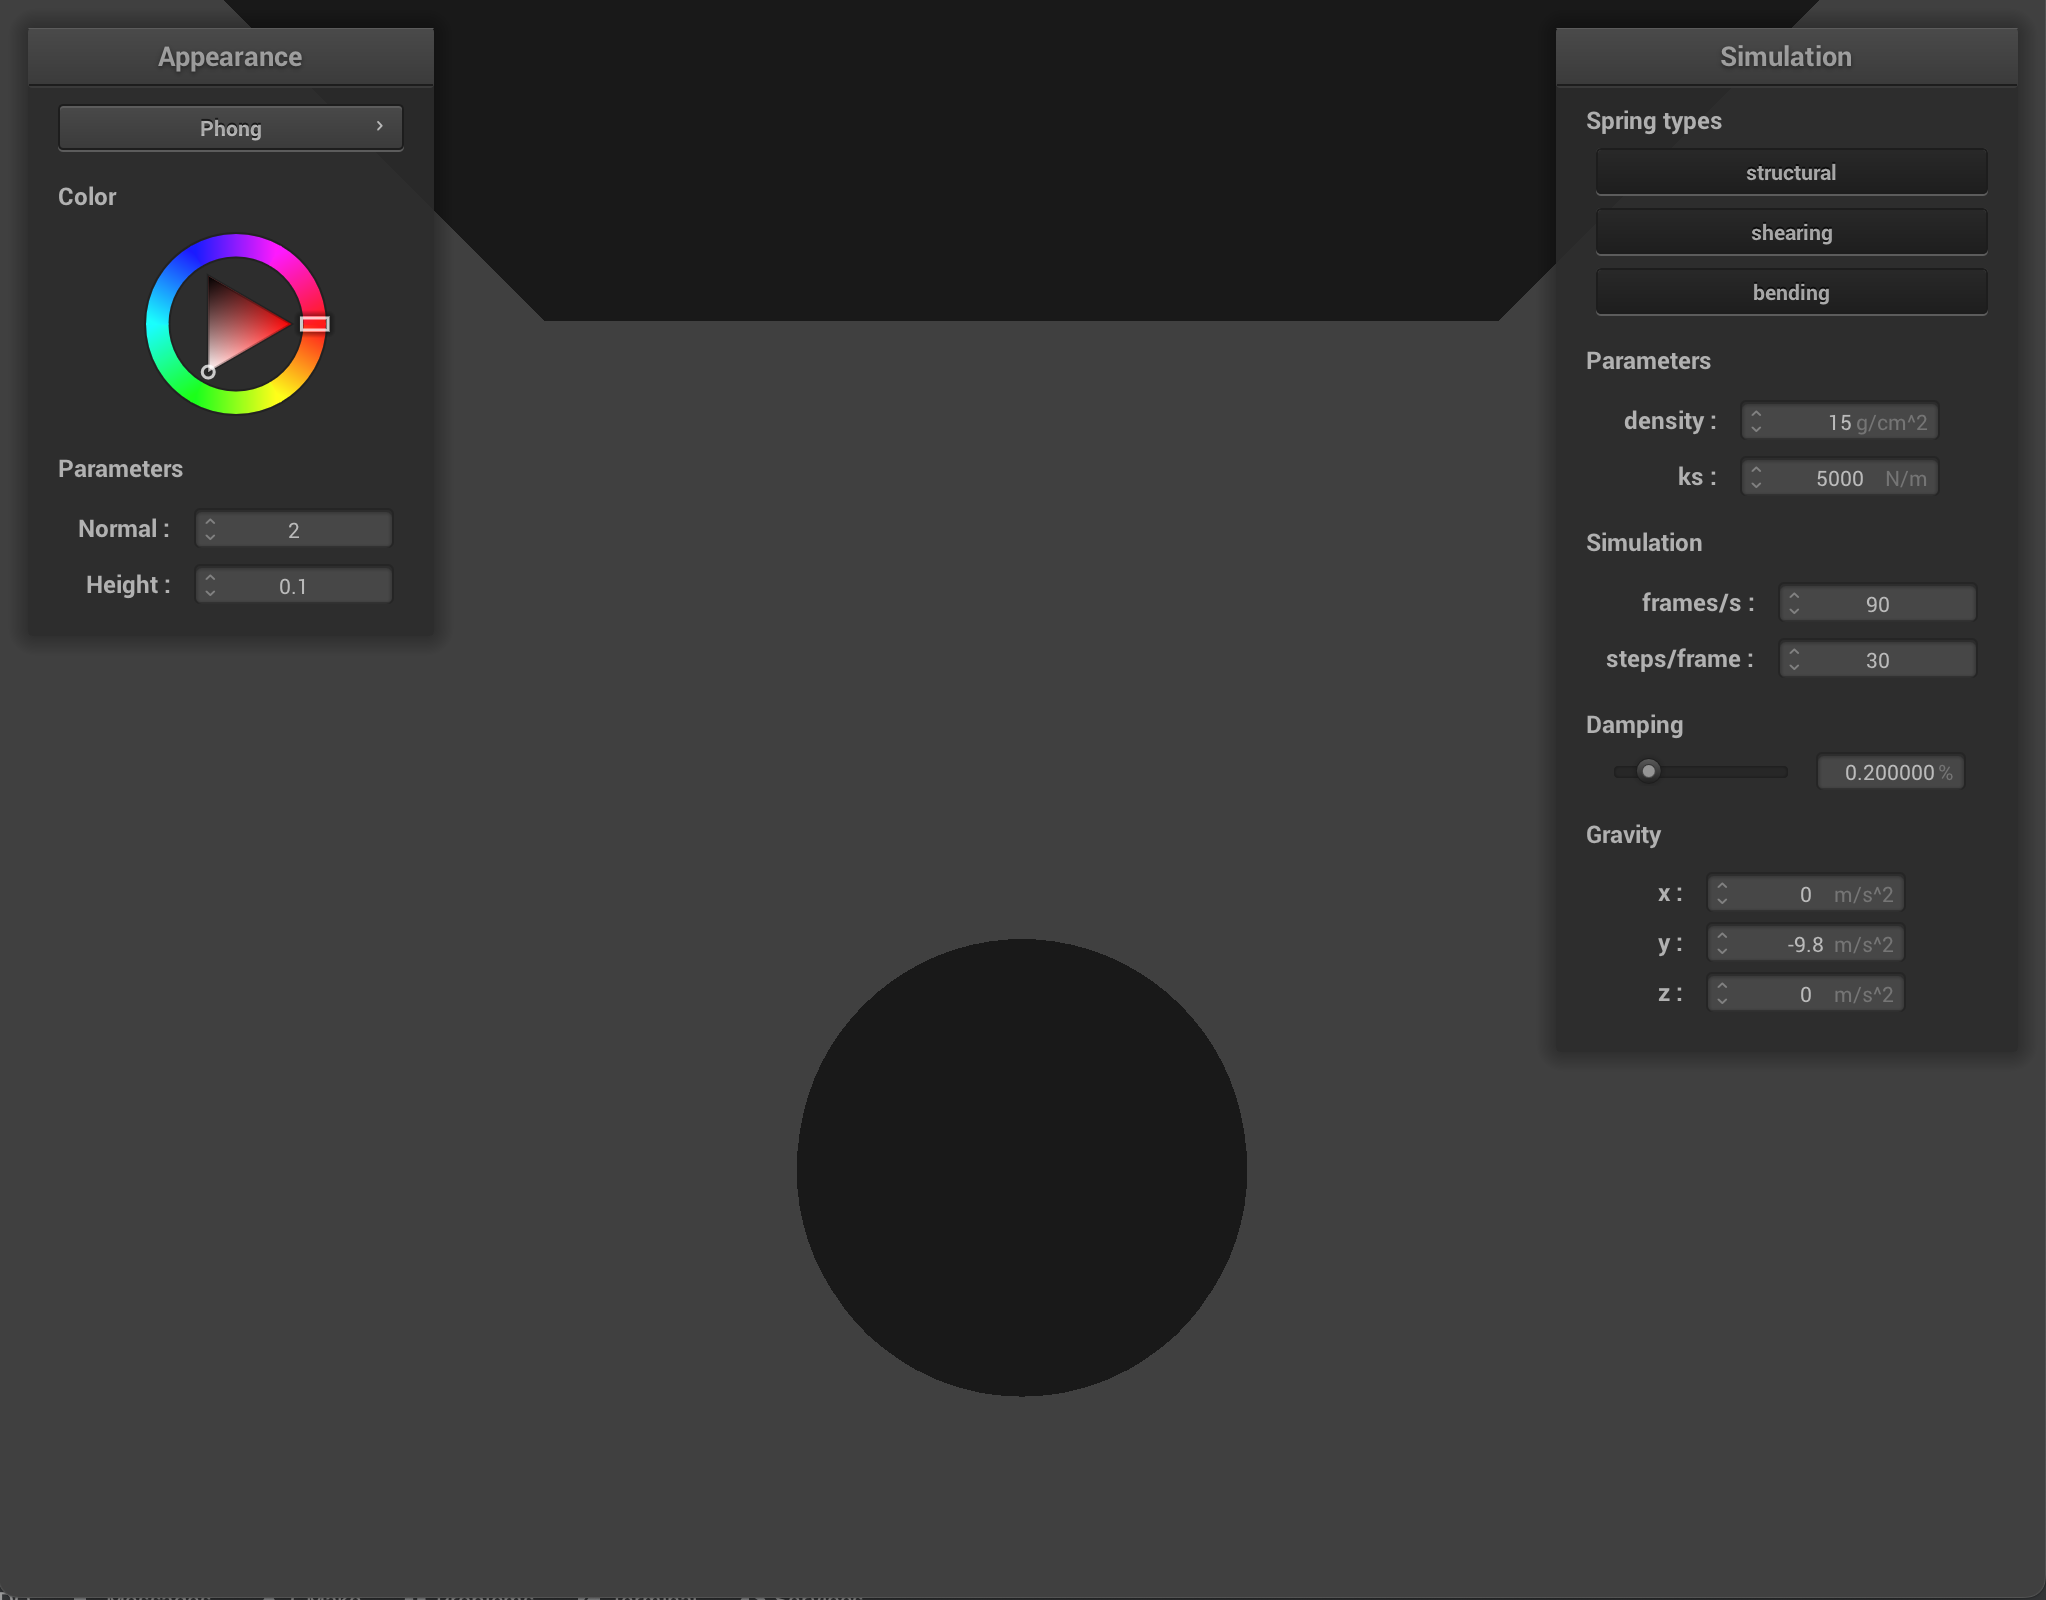 Appearance
Phong
Color
Parameters
Normal : 2
Height : 0.1
Simulation
Spring types
structural
shearing
bending
Parameters
density : 15 g/cm^2
ks : 5000 N/m
Simulation
frames/s : 90
steps/frame : 30
Damping
0.200000 %
Gravity
x : 0 m/s^2
y : -9.8 m/s^2
z : 0 m/s^2